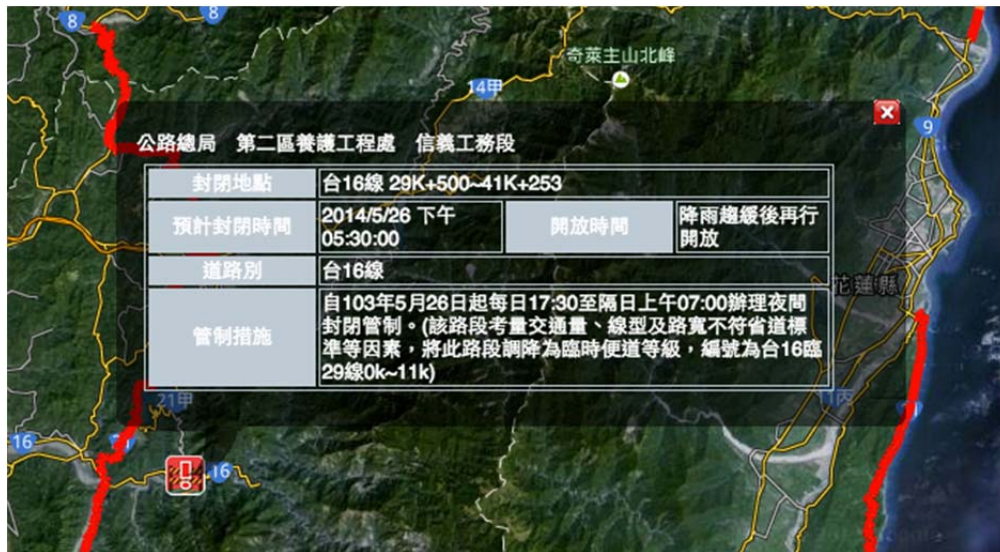 8
8
奇萊主山北峰
14甲
9
公路總局 第二區養護工程處 信義工務段
封閉地點 台16線 29K+500~41K+253
預計封閉時間 2014/5/26 下午
05:30:00
開放時間 降雨趨緩後再行
開放
道路別 台16線
花蓮縣
管制措施 自103年5月26日起每日17:30至隔日上午07:00辦理夜間
封閉管制。(該路段考量交通量、線型及路寬不符省道標
準等因素，將此路段調降為臨時便道等級，編號為台16臨
29線0k~11k)
21甲
11丙
16
16